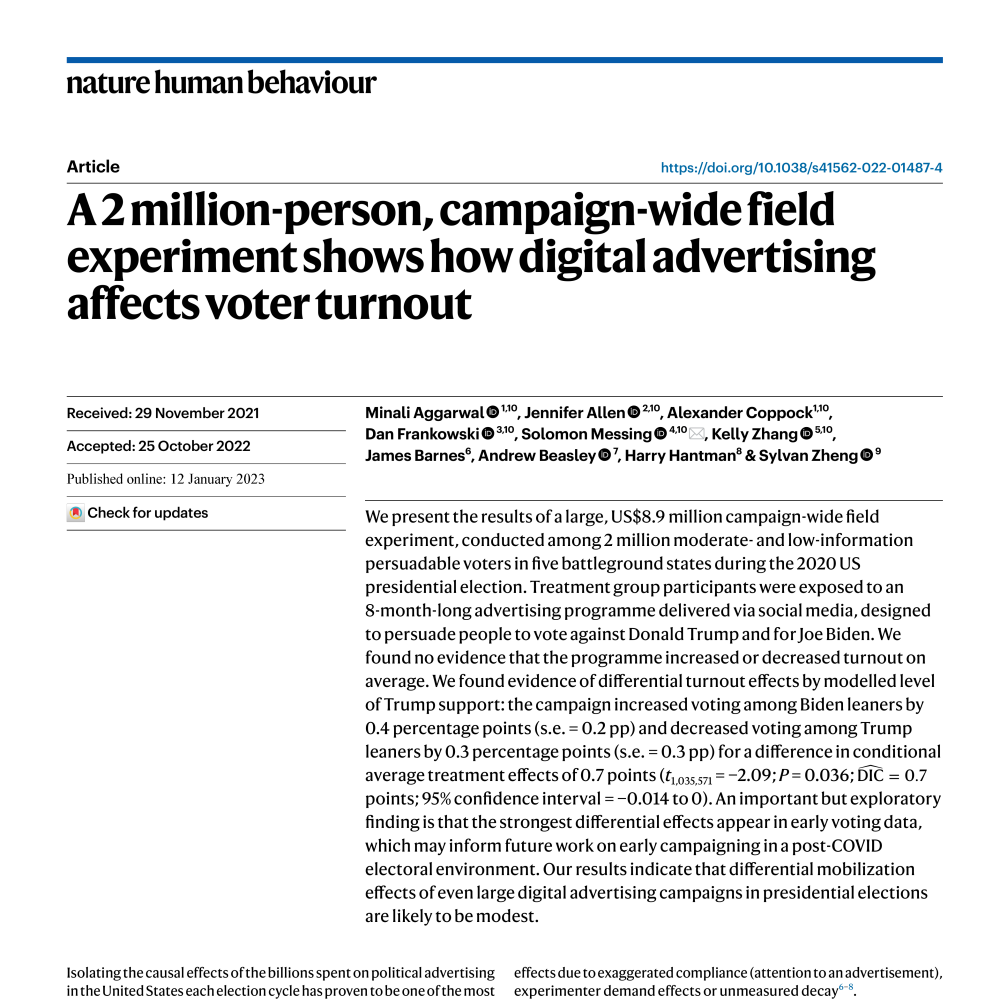 nature human behaviour
Article
https://doi.org/10.1038/s41562-022-01487-4
A 2 million-person, campaign-wide field
experiment shows how digital advertising
affects voter turnout
Received: 29 November 2021
Accepted: 25 October 2022
Published online: 12 January 2023
Check for updates
Minali Aggarwal 1,10, Jennifer Allen 2,10, Alexander Coppock1,10,
Dan Frankowski 3,10, Solomon Messing 4,10, Kelly Zhang 5,10,
James Barnes6, Andrew Beasley 7, Harry Hantman8 & Sylvan Zheng 9
We present the results of a large, US$8.9 million campaign-wide field
experiment, conducted among 2 million moderate- and low-information
persuadable voters in five battleground states during the 2020 US
presidential election. Treatment group participants were exposed to an
8-month-long advertising programme delivered via social media, designed
to persuade people to vote against Donald Trump and for Joe Biden. We
found no evidence that the programme increased or decreased turnout on
average. We found evidence of differential turnout effects by modelled level
of Trump support: the campaign increased voting among Biden leaners by
0.4 percentage points (s.e. = 0.2 pp) and decreased voting among Trump
leaners by 0.3 percentage points (s.e. = 0.3 pp) for a difference in conditional
average treatment effects of 0.7 points (t1,035,571 = −2.09; P = 0.036; D̂IC = 0.7
points; 95% confidence interval = −0.014 to 0). An important but exploratory
finding is that the strongest differential effects appear in early voting data,
which may inform future work on early campaigning in a post-COVID
electoral environment. Our results indicate that differential mobilization
effects of even large digital advertising campaigns in presidential elections
are likely to be modest.
Isolating the causal effects of the billions spent on political advertising
in the United States each election cycle has proven to be one of the most
effects due to exaggerated compliance (attention to an advertisement),
experimenter demand effects or unmeasured decay6–8.